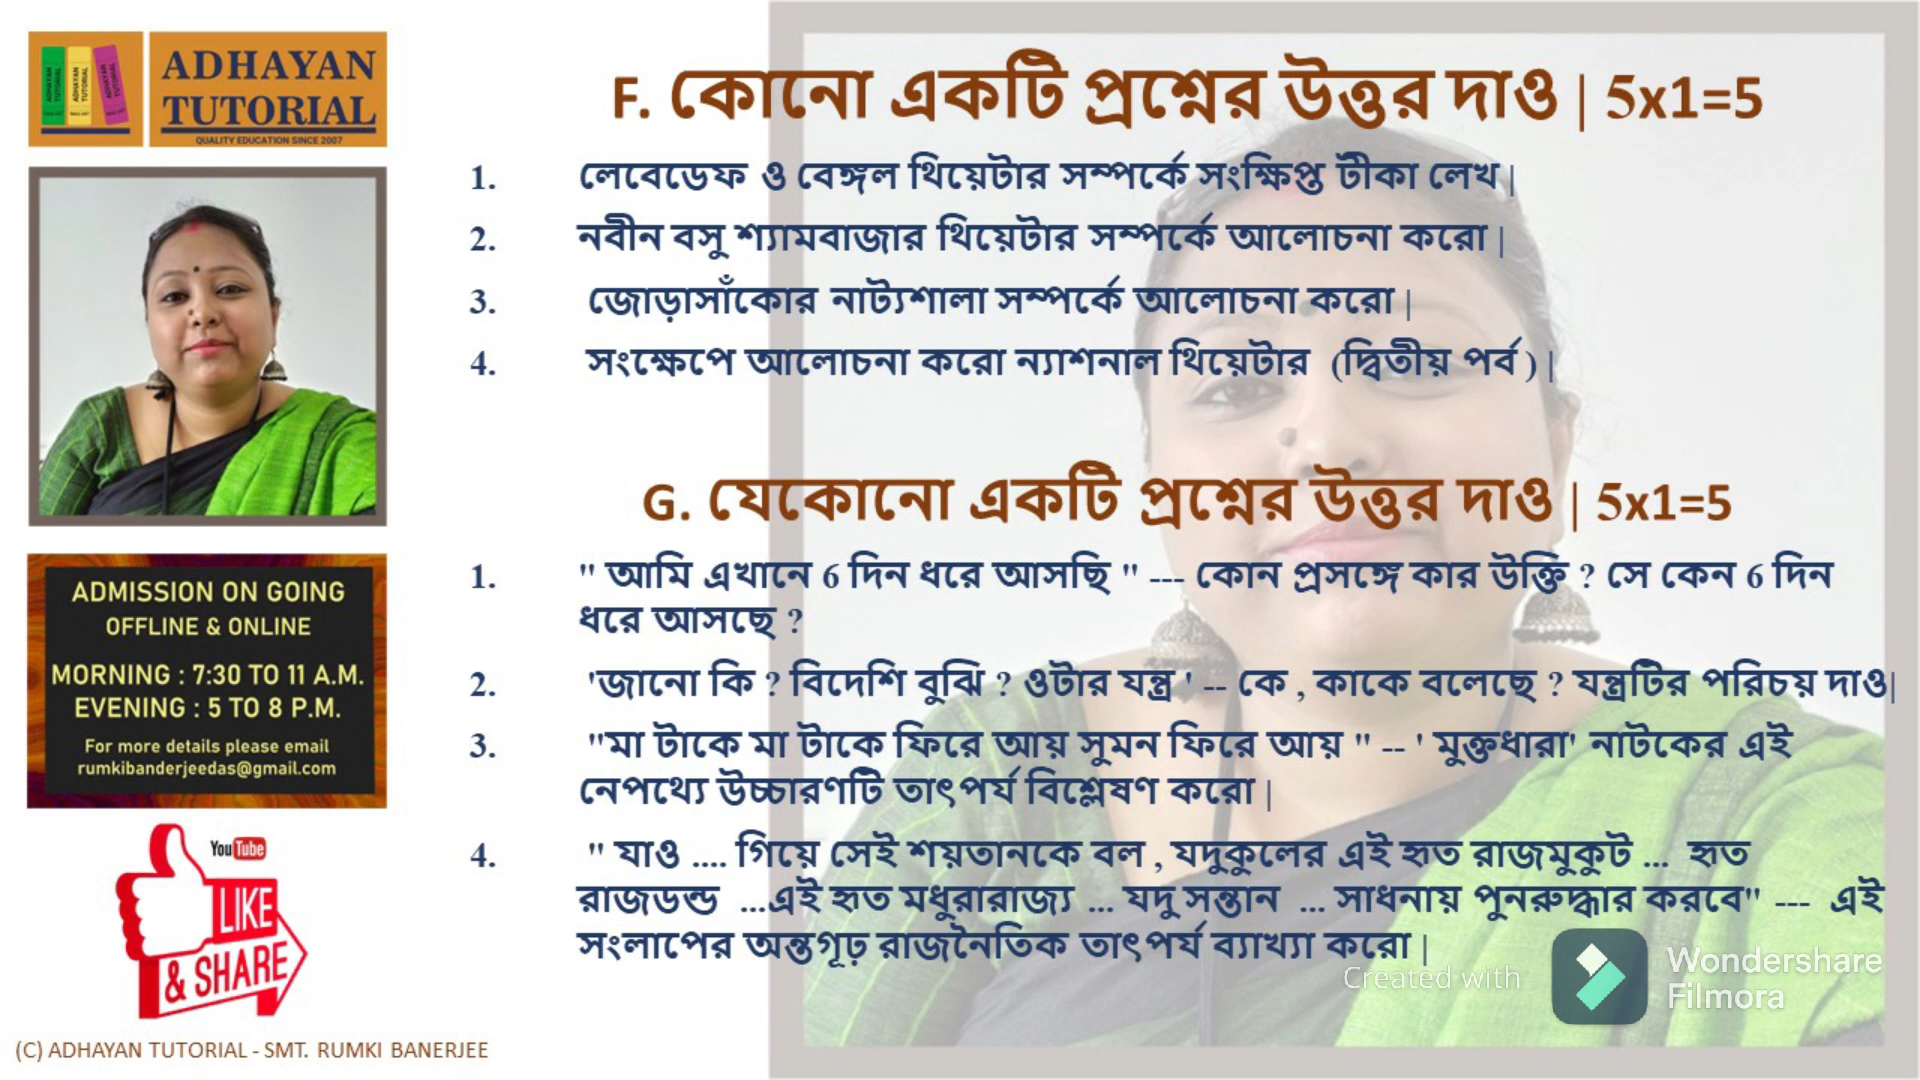 ADHAYAN
TUTORIAL
QUALITY EDUCATION SINCE 2007
F. কোনো একটি প্রশ্নের উত্তর দাও | 5x1=5
1. লেবেডেফ ও বেঙ্গল থিয়েটার সম্পর্কে সংক্ষিপ্ত টীকা লেখ |
2. নবীন বসু শ্যামবাজার থিয়েটার সম্পর্কে আলোচনা করো |
3. জোড়াসাঁকোর নাট্যশালা সম্পর্কে আলোচনা করো |
4. সংক্ষেপে আলোচনা করো ন্যাশনাল থিয়েটার (দ্বিতীয় পর্ব ) |
G. যেকোনো একটি প্রশ্নের উত্তর দাও | 5x1=5
1. " আমি এখানে 6 দিন ধরে আসছি " --- কোন প্রসঙ্গে কার উক্তি ? সে কেন 6 দিন
ধরে আসছে ?
2. 'জানো কি ? বিদেশি বুঝি ? ওটার যন্ত্র ' -- কে , কাকে বলেছে ? যন্ত্রটির পরিচয় দাও|
3. "মা টাকে মা টাকে ফিরে আয় সুমন ফিরে আয় " -- ' মুক্তধারা' নাটকের এই
নেপথ্যে উচ্চারণটি তাৎপর্য বিশ্লেষণ করো |
4. " যাও .... গিয়ে সেই শয়তানকে বল , যদুকুলের এই হৃত রাজমুকুট ... হৃত
রাজডন্ড ...এই হৃত মধুরারাজ্য ... যদু সন্তান ... সাধনায় পুনরুদ্ধার করবে" --- এই
সংলাপের অন্তর্গূঢ় রাজনৈতিক তাৎপর্য ব্যাখ্যা করো |
ADMISSION ON GOING
OFFLINE & ONLINE
MORNING : 7:30 TO 11 A.M.
EVENING : 5 TO 8 P.M.
For more details please email
rumkibanderjeedas@gmail.com
YouTube
LIKE
& SHARE
(C) ADHAYAN TUTORIAL - SMT. RUMKI BANERJEE
Created with
Wondershare
Filmora